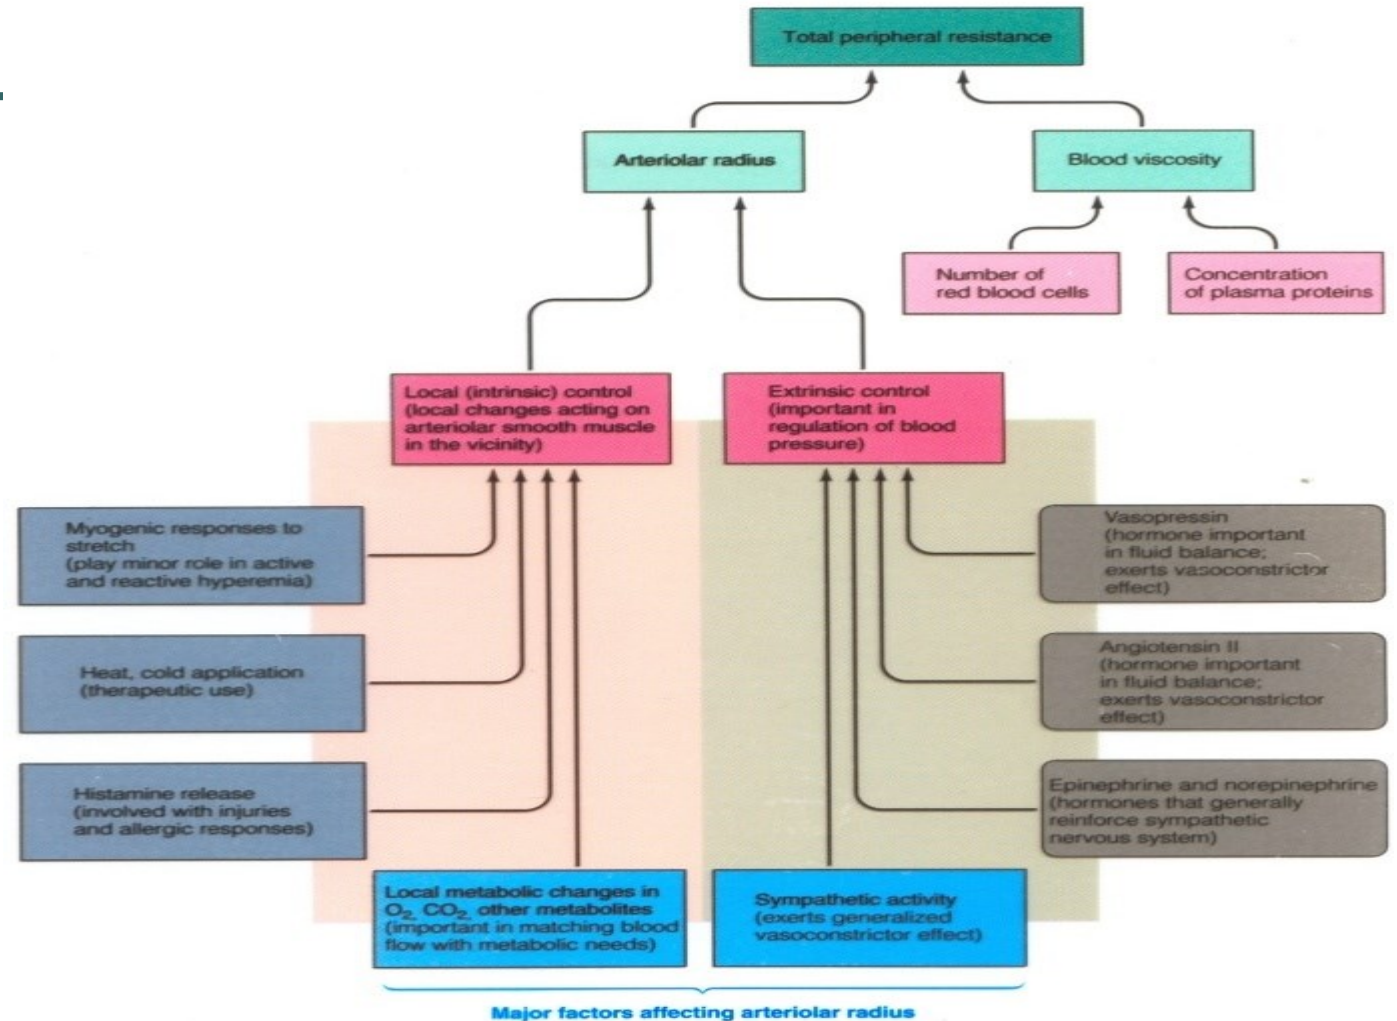 Total peripheral resistance
Arteriolar radius
Blood viscosity
Number of
red blood cells
Concentration
of plasma proteins
Local (intrinsic) control
(local changes acting on
arteriolar smooth muscle
in the vicinity)
Extrinsic control
(important in
regulation of blood
pressure)
Myogenic responses to
stretch
(play minor role in active
and reactive hyperemia)
Heat, cold application
(therapeutic use)
Histamine release
(involved with injuries
and allergic responses)
Vasopressin
(hormone important
in fluid balance;
exerts vasoconstrictor
effect)
Angiotensin II
(hormone important
in fluid balance;
exerts vasoconstrictor
effect)
Epinephrine and norepinephrine
(hormones that generally
reinforce sympathetic
nervous system)
Local metabolic changes in
O2, CO2, other metabolites
(important in matching blood
flow with metabolic needs)
Sympathetic activity
(exerts generalized
vasoconstrictor effect)
Major factors affecting arteriolar radius